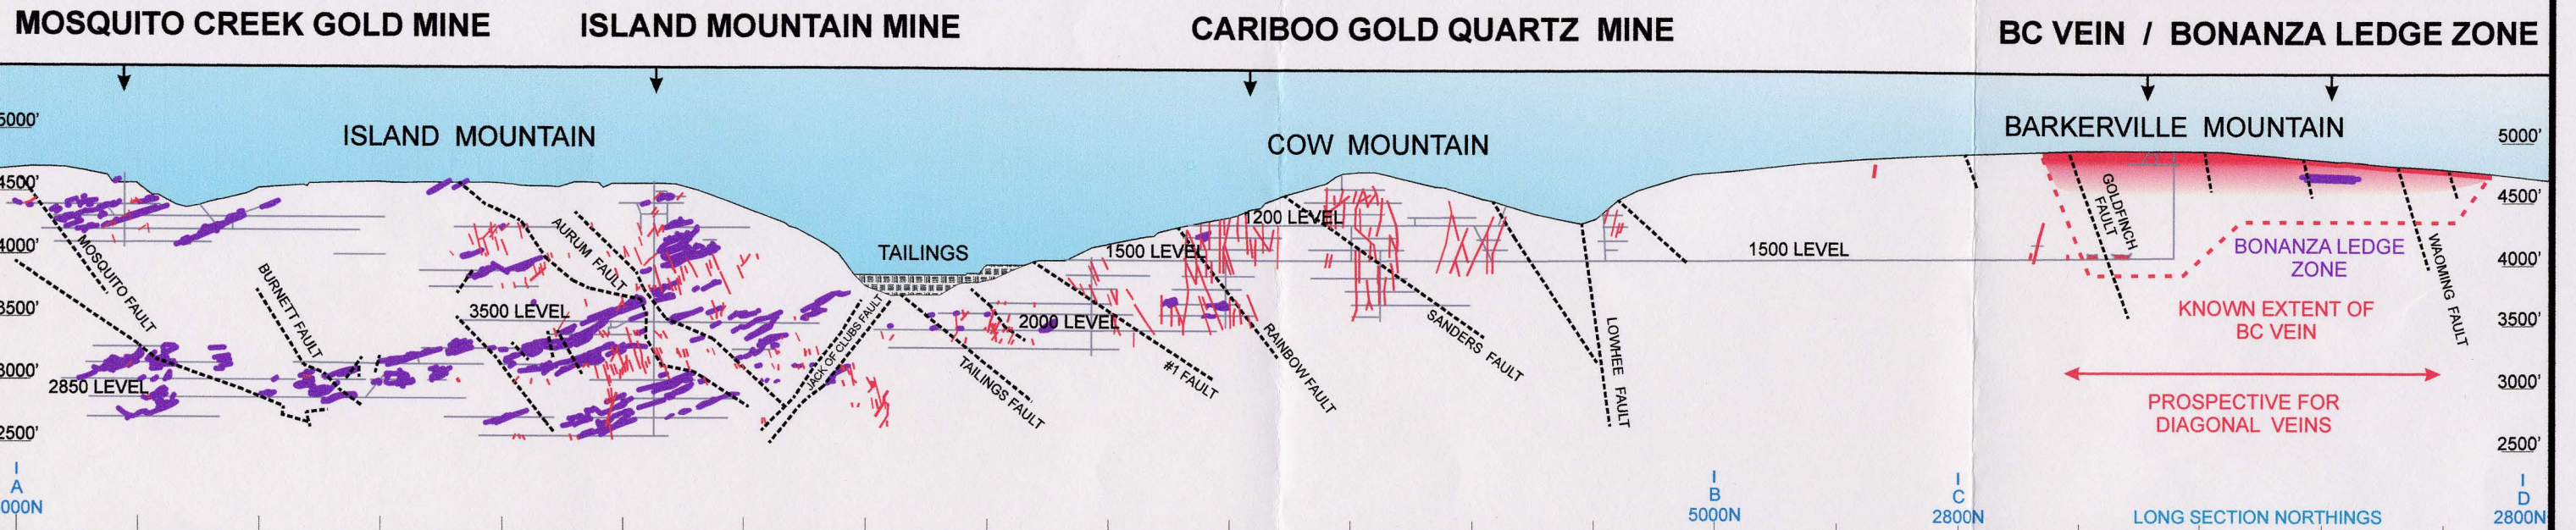 MOSQUITO CREEK GOLD MINE
ISLAND MOUNTAIN MINE
CARIBOO GOLD QUARTZ MINE
BC VEIN / BONANZA LEDGE ZONE
ISLAND MOUNTAIN
COW MOUNTAIN
BARKERVILLE MOUNTAIN
5000'
4500'
4000'
3500'
3000'
2500'
5000'
4500'
4000'
3500'
3000'
2500'
MOSQUITO FAULT
BURNETT FAULT
AURUM FAULT
3500 LEVEL
2850 LEVEL
TAILINGS
JACK OF CLUBS FAULT
TAILINGS FAULT
2000 LEVEL
1500 LEVEL
1200 LEVEL
#1 FAULT
RAINBOW FAULT
SANDERS FAULT
LOWHEE FAULT
1500 LEVEL
GOLDFINCH
FAULT
WAOMING FAULT
BONANZA LEDGE
ZONE
KNOWN EXTENT OF
BC VEIN
PROSPECTIVE FOR
DIAGONAL VEINS
A
000N
B
5000N
C
2800N
LONG SECTION NORTHINGS
D
2800N